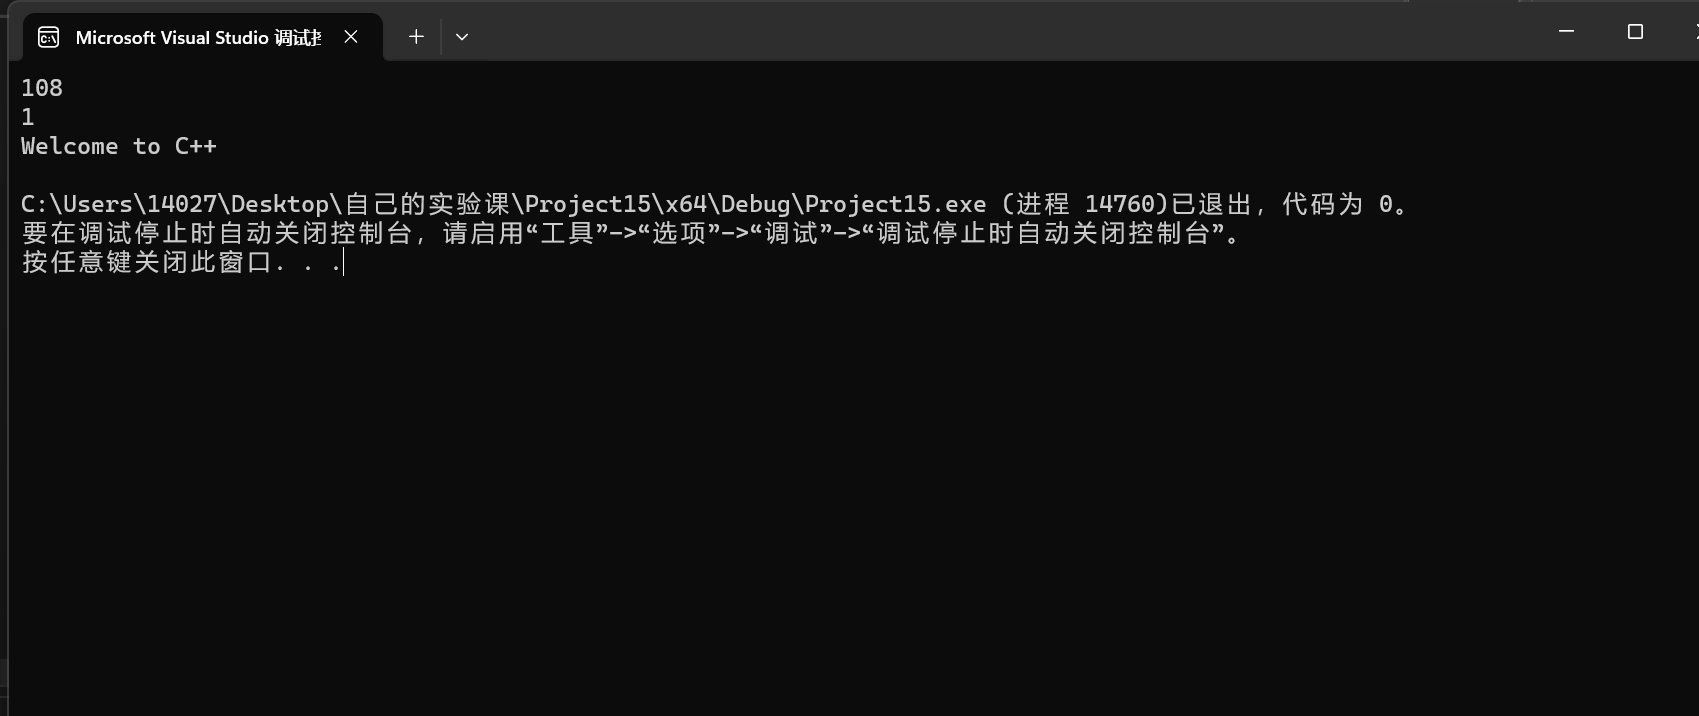 Microsoft Visual Studio 调试
108
1
Welcome to C++
C:\Users\14027\Desktop\自己的实验课\Project15\x64\Debug\Project15.exe (进程 14760)已退出，代码为 0。
要在调试停止时自动关闭控制台，请启用“工具”->“选项”->“调试”->“调试停止时自动关闭控制台”。
按任意键关闭此窗口. . .